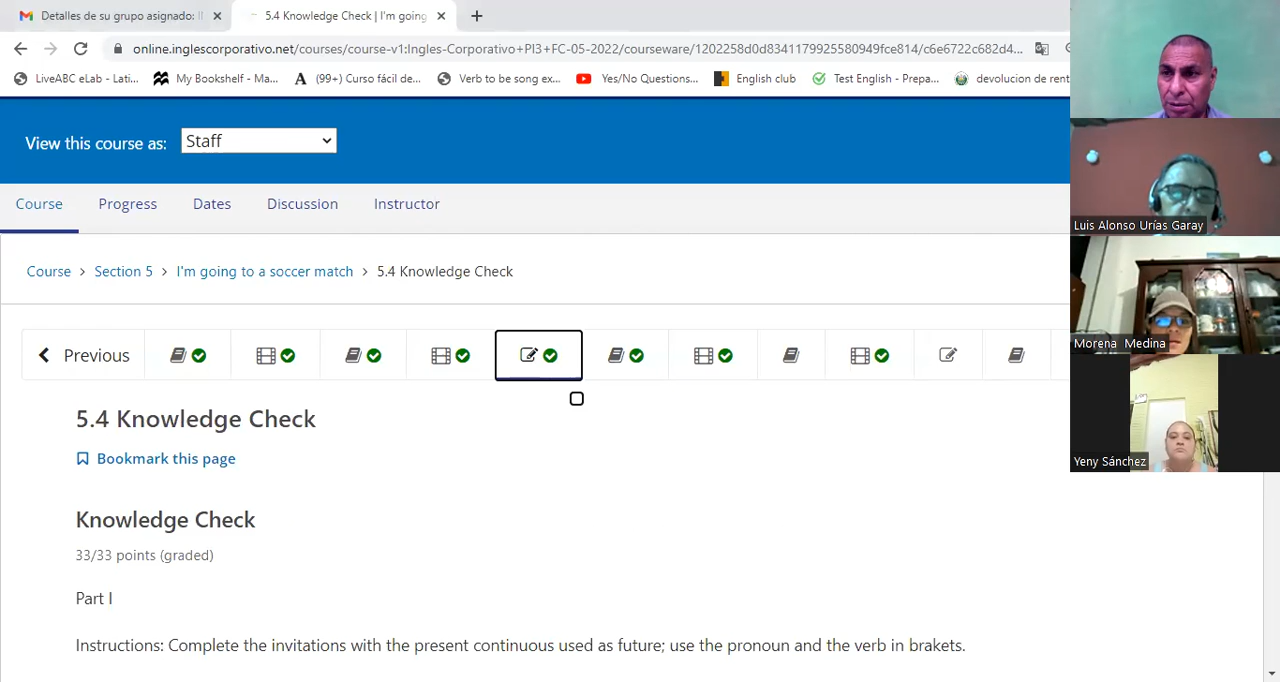 Detalles de su grupo asignado: II
5.4 Knowledge Check | I'm going
online.inglescorporativo.net/courses/course-v1:Ingles-Corporativo+PI3+FC-05-2022/courseware/1202258d0d8341179925580949fce814/c6e6722c682d4...
LiveABC eLab - Lati...
My Bookshelf - Ma...
(99+) Curso fácil de...
Verb to be song ex...
Yes/No Questions...
English club
Test English - Prepa...
devolucion de rent
View this course as: Staff
Course
Progress
Dates
Discussion
Instructor
Course > Section 5 > I'm going to a soccer match > 5.4 Knowledge Check
Previous
5.4 Knowledge Check
Bookmark this page
Knowledge Check
33/33 points (graded)
Part I
Instructions: Complete the invitations with the present continuous used as future; use the pronoun and the verb in brakets.
Luis Alonso Urías Garay
Morena Medina
Yeny Sánchez